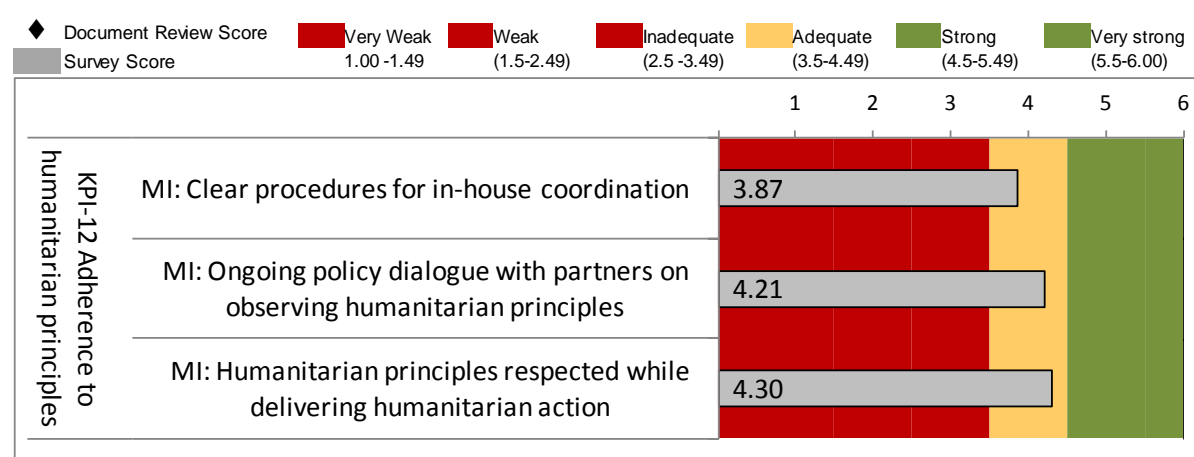 Document Review Score
Very Weak
Weak
Inadequate
Adequate
Strong
Very strong
Survey Score
1.00 -1.49
(1.5-2.49)
(2.5 -3.49)
(3.5-4.49)
(4.5-5.49)
(5.5-6.00)
1 2 3 4 5 6
KPI-12 Adherence to
humanitarian principles
MI: Clear procedures for in-house coordination
3.87
MI: Ongoing policy dialogue with partners on
observing humanitarian principles
4.21
MI: Humanitarian principles respected while
delivering humanitarian action
4.30